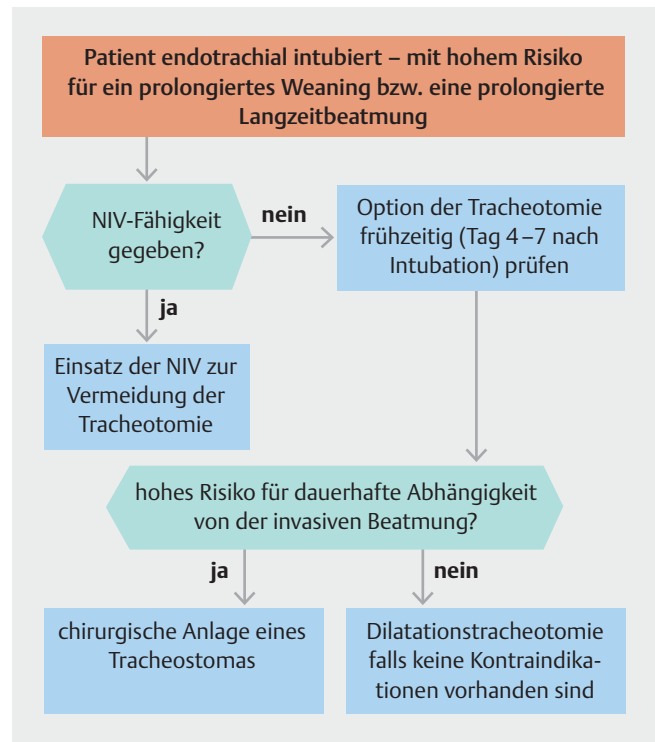 Patient endotrachial intubiert – mit hohem Risiko
für ein prolongiertes Weaning bzw. eine prolongierte
Langzeitbeatmung
NIV-Fähigkeit
gegeben?
nein
Option der Tracheotomie
frühzeitig (Tag 4–7 nach
Intubation) prüfen
ja
Einsatz der NIV zur
Vermeidung der
Tracheotomie
hohes Risiko für dauerhafte Abhängigkeit
von der invasiven Beatmung?
ja
nein
chirurgische Anlage eines
Tracheostomas
Dilatationstracheotomie
falls keine Kontraindika-
tionen vorhanden sind